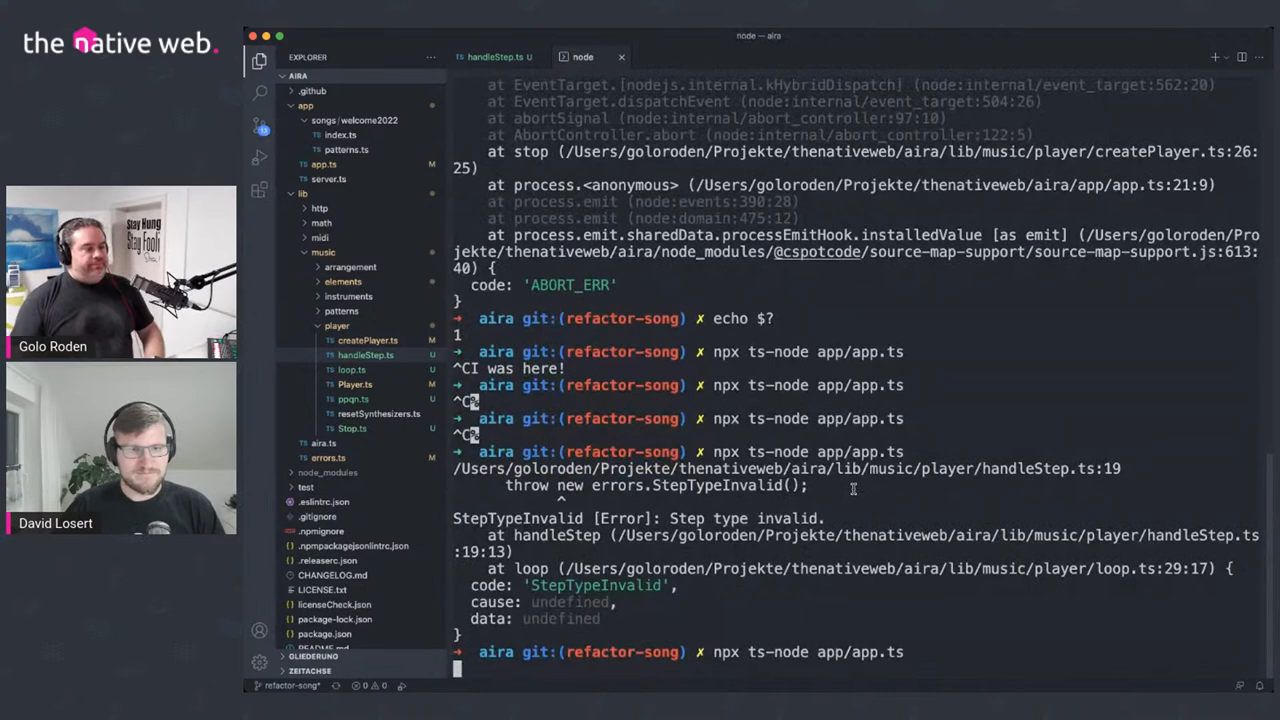 the native web.
node — aira
EXPLORER
handleStep.ts U
node
AIRA
.github
app
songs/welcome2022
index.ts
patterns.ts
app.ts M
server.ts
lib
http
math
midi
music
arrangement
elements
instruments
patterns
player
createPlayer.ts M
handleStep.ts U
loop.ts U
Player.ts M
ppqn.ts U
resetSynthesizers.ts M
Stop.ts U
aira.ts M
errors.ts M
node_modules
test
.eslintrc.json
.gitignore
.npmignore
.npmpackagejsonlintrc.json
.releaserc.json
CHANGELOG.md
LICENSE.txt
licenseCheck.json
package-lock.json
package.json
README.md
GLIEDERUNG
ZEITACHSE
13
at EventTarget.[nodejs.internal.kHybridDispatch] (node:internal/event_target:562:20)
at EventTarget.dispatchEvent (node:internal/event_target:504:26)
at abortSignal (node:internal/abort_controller:97:10)
at AbortController.abort (node:internal/abort_controller:122:5)
at stop (/Users/goloroden/Projekte/thenativeweb/aira/lib/music/player/createPlayer.ts:26:
25)
at process.<anonymous> (/Users/goloroden/Projekte/thenativeweb/aira/app/app.ts:21:9)
at process.emit (node:events:390:28)
at process.emit (node:domain:475:12)
at process.emit.sharedData.processEmitHook.installedValue [as emit] (/Users/goloroden/Pro
jekte/thenativeweb/aira/node_modules/@cspotcode/source-map-support/source-map-support.js:613:
40) {
code: 'ABORT_ERR'
}
➜ aira git:(refactor-song) ✗ echo $?
1
➜ aira git:(refactor-song) ✗ npx ts-node app/app.ts
^CI was here!
➜ aira git:(refactor-song) ✗ npx ts-node app/app.ts
^C%
➜ aira git:(refactor-song) ✗ npx ts-node app/app.ts
^C%
➜ aira git:(refactor-song) ✗ npx ts-node app/app.ts
/Users/goloroden/Projekte/thenativeweb/aira/lib/music/player/handleStep.ts:19
throw new errors.StepTypeInvalid();
^
StepTypeInvalid [Error]: Step type invalid.
at handleStep (/Users/goloroden/Projekte/thenativeweb/aira/lib/music/player/handleStep.ts
:19:13)
at loop (/Users/goloroden/Projekte/thenativeweb/aira/lib/music/player/loop.ts:29:17) {
code: 'StepTypeInvalid',
cause: undefined,
data: undefined
}
➜ aira git:(refactor-song) ✗ npx ts-node app/app.ts
refactor-song* 0 0
Stay Hung
Stay Fooli
Golo Roden
David Losert